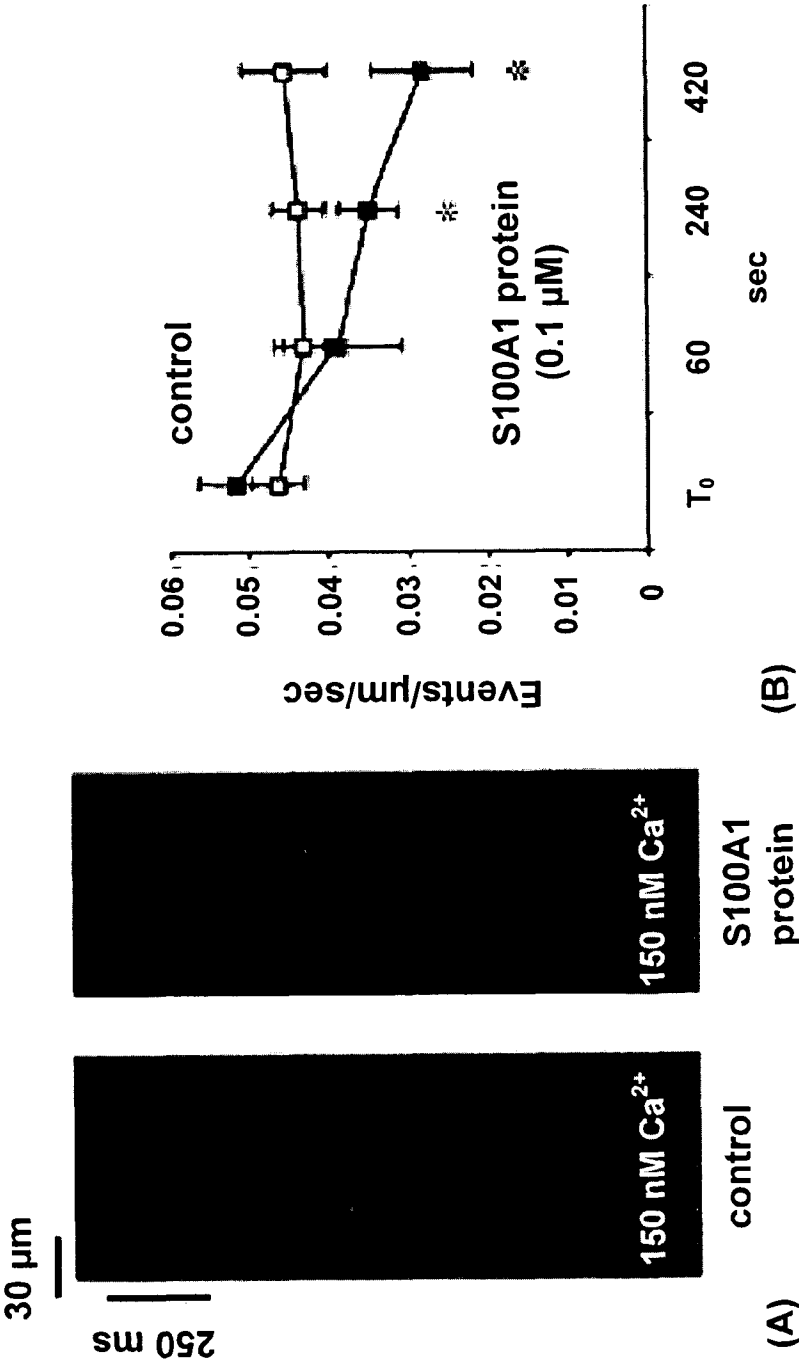 30 µm
250 ms
150 nM Ca²⁺
control
150 nM Ca²⁺
S100A1
protein
(A)
Events/µm/sec
0.06
0.05
0.04
0.03
0.02
0.01
0
control
S100A1 protein
(0.1 µM)
*
*
T₀
60
240
420
sec
(B)